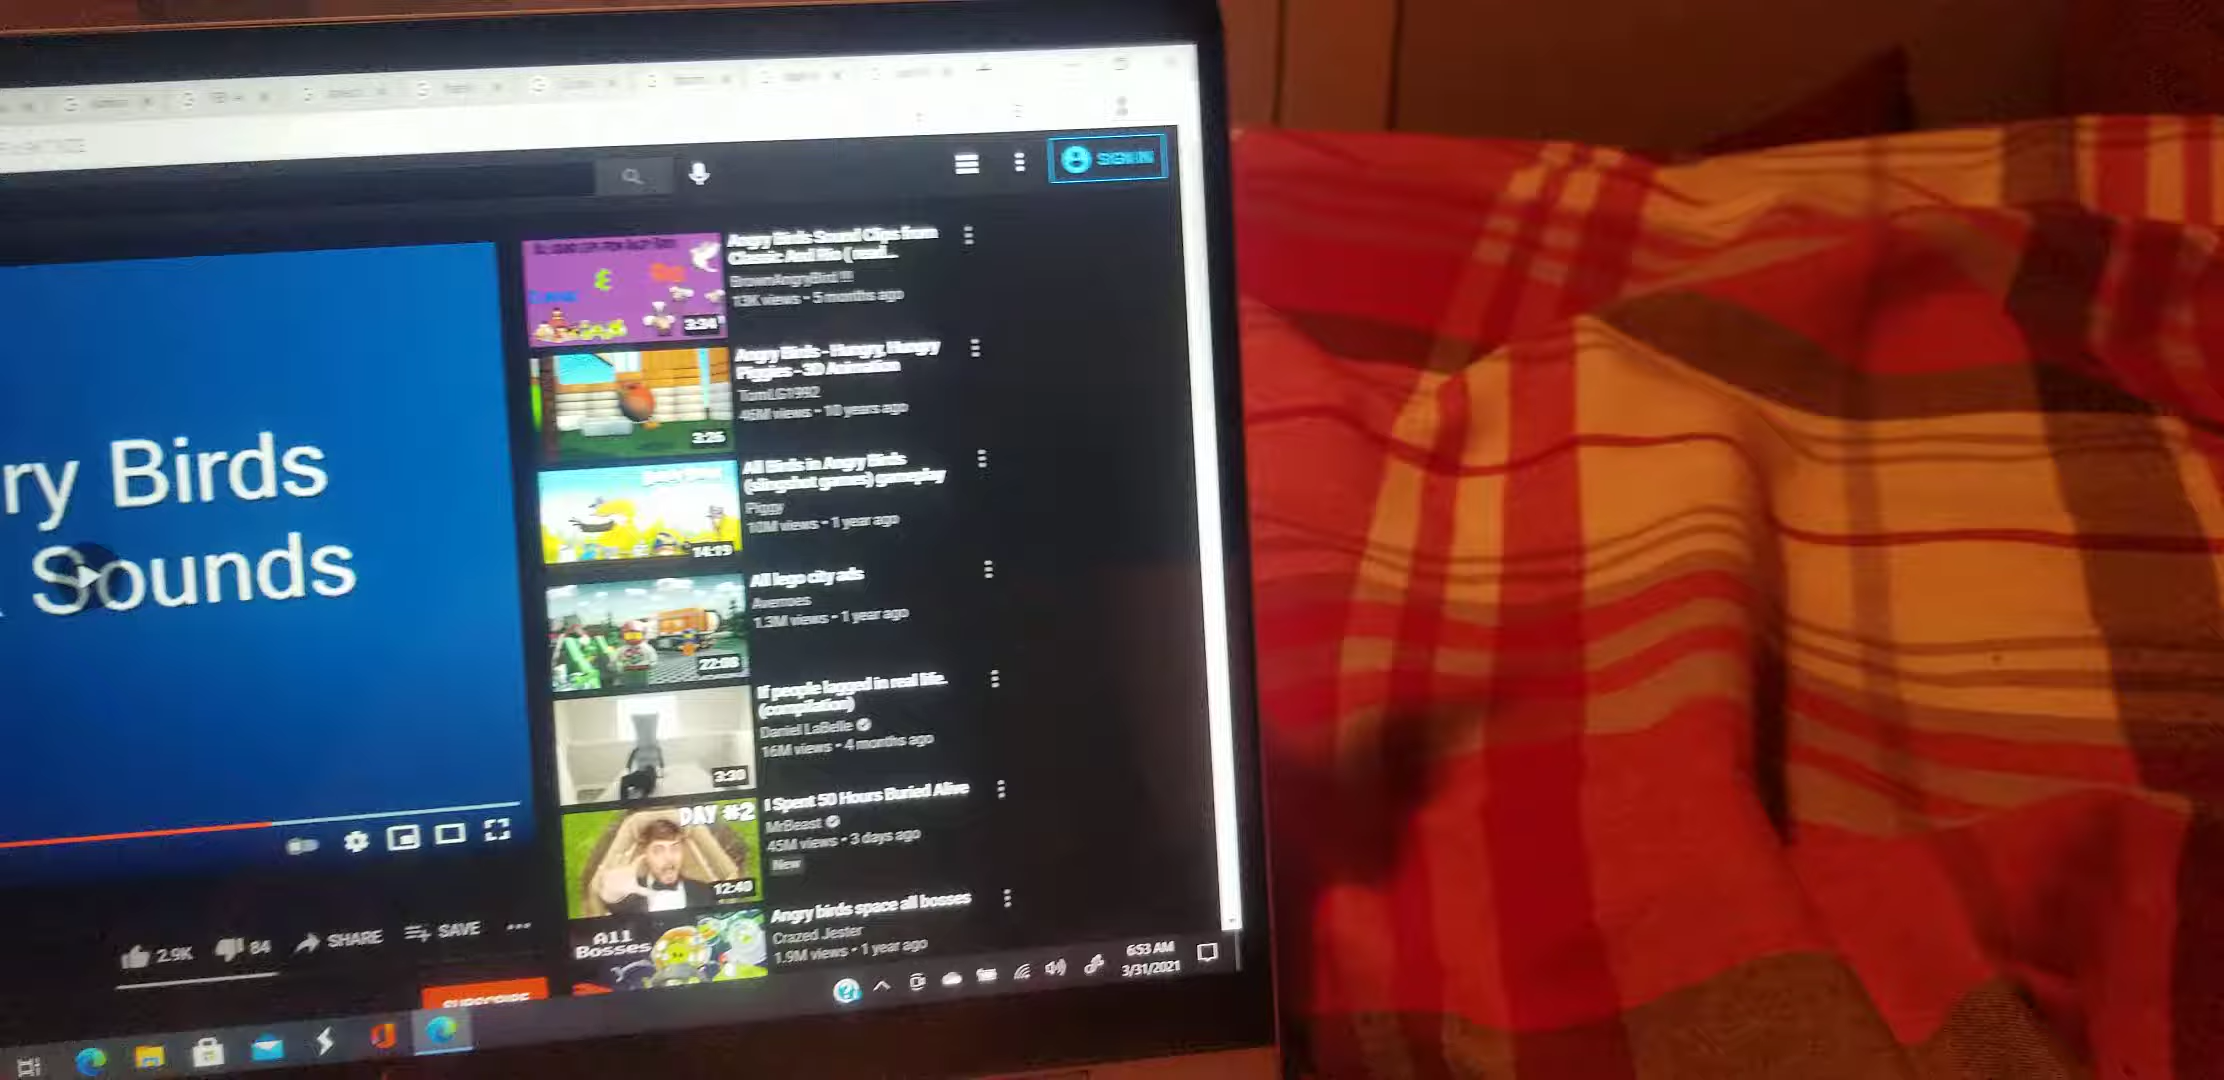 SIGN IN
ry Birds
Sounds
Angry Birds Sound Clips from
Classic And Rio ( read...
BrownAngryBird !!!
13K views • 5 months ago
3:34
Angry Birds - Hungry, Hungry
Piggies - 3D Animation
TomLG1992
46M views • 10 years ago
3:26
All Birds in Angry Birds
(slingshot games) gameplay
Piggy
10M views • 1 year ago
14:19
All lego city ads
1.3M views • 1 year ago
22:08
If people lagged in real life.
(compilation)
Daniel LaBelle
16M views • 4 months ago
3:30
I Spent 50 Hours Buried Alive
MrBeast
45M views • 3 days ago
New
DAY #2
12:40
Angry birds space all bosses
Crazed Jester
1.9M views • 1 year ago
All
Bosses
2.9K
84
SHARE
SAVE
SUBSCRIBE
6:53 AM
3/31/2021